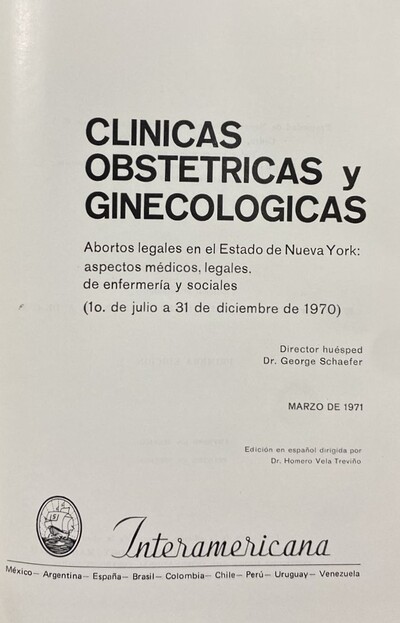 CLINICAS
OBSTETRICAS y
GINECOLOGICAS
Abortos legales en el Estado de Nueva York:
aspectos médicos, legales.
de enfermería y sociales
(1o. de julio a 31 de diciembre de 1970)
Director huésped
Dr. George Schaefer
MARZO DE 1971
Edición en español dirigida por
Dr. Homero Vela Treviño
Interamericana
México— Argentina— España— Brasil— Colombia— Chile— Perú— Uruguay— Venezuela